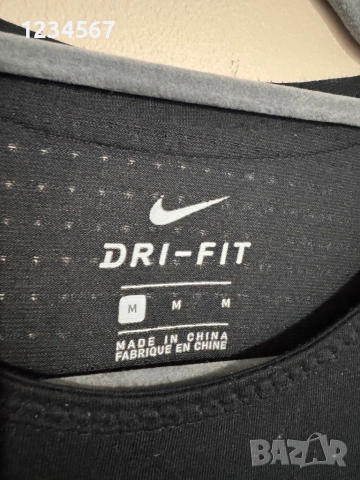 1234567
DRI-FIT
M M M
MADE IN CHINA
FABRIQUE EN CHINE
BAZAR